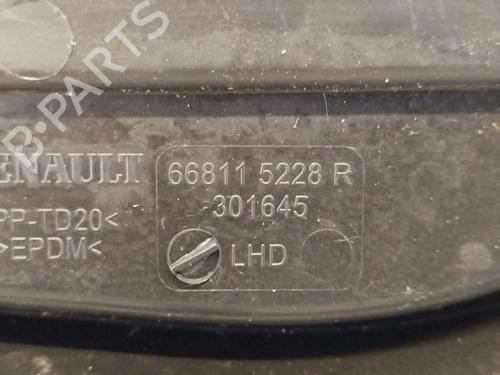 B-PARTS
RENAULT
66811 5228 R
301645
PP-TD20<
>EPDM<
LHD